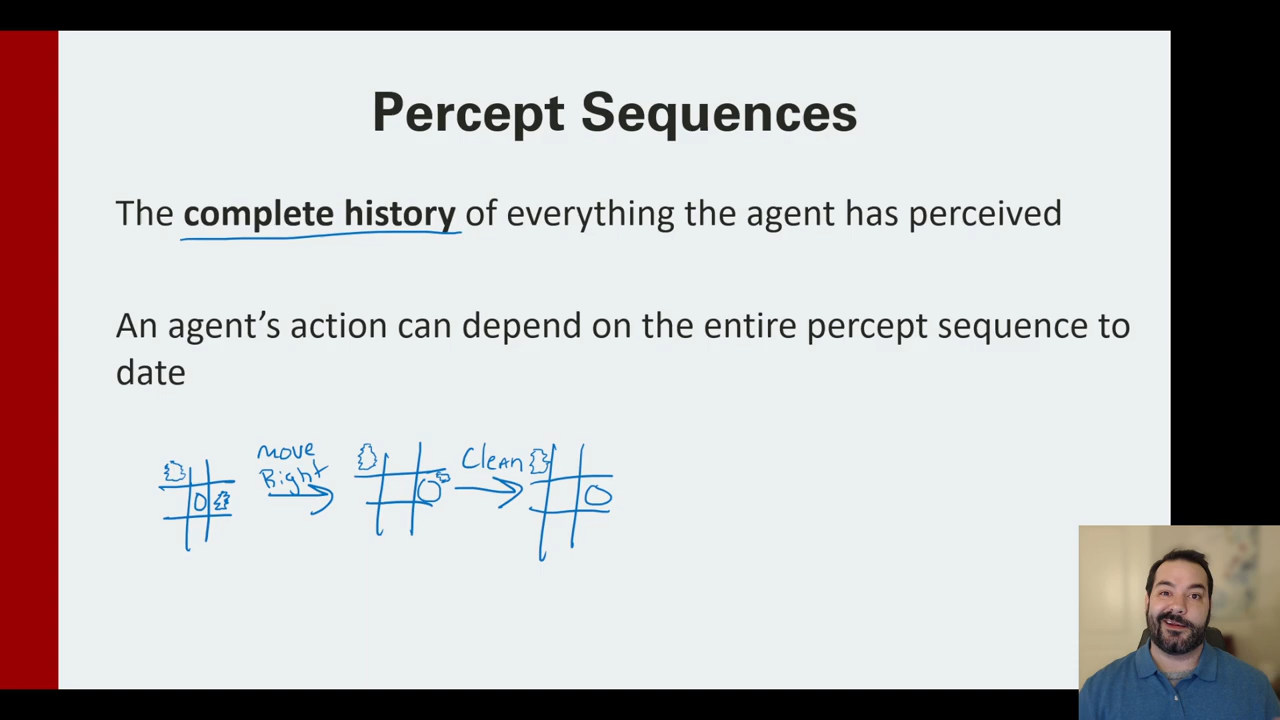 Percept Sequences
The complete history of everything the agent has perceived
An agent’s action can depend on the entire percept sequence to
date
move
Right
Clean